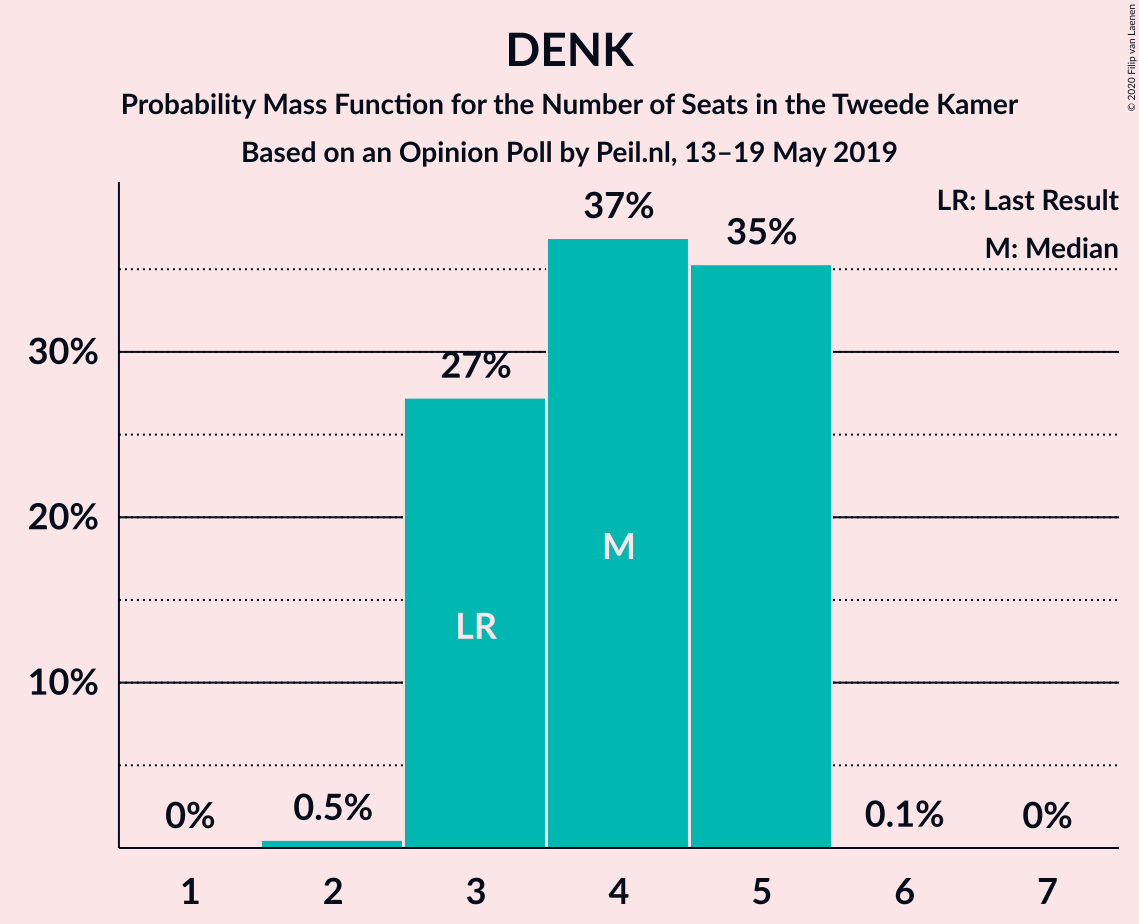 DENK
Probability Mass Function for the Number of Seats in the Tweede Kamer
Based on an Opinion Poll by Peil.nl, 13–19 May 2019
© 2020 Filip van Laenen
LR: Last Result
M: Median
37%
35%
30%
27%
20%
M
LR
10%
0%
0.5%
0.1%
0%
1
2
3
4
5
6
7